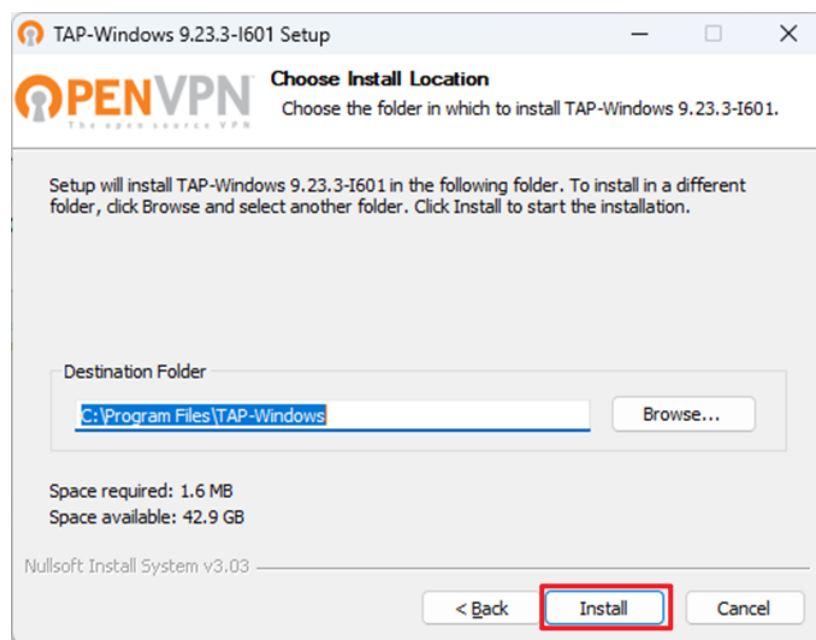 TAP-Windows 9.23.3-I601 Setup
OPENVPN
The open source VPN
Choose Install Location
Choose the folder in which to install TAP-Windows 9.23.3-I601.
Setup will install TAP-Windows 9.23.3-I601 in the following folder. To install in a different
folder, click Browse and select another folder. Click Install to start the installation.
Destination Folder
C:\Program Files\TAP-Windows
Browse...
Space required: 1.6 MB
Space available: 42.9 GB
Nullsoft Install System v3.03
< Back
Install
Cancel